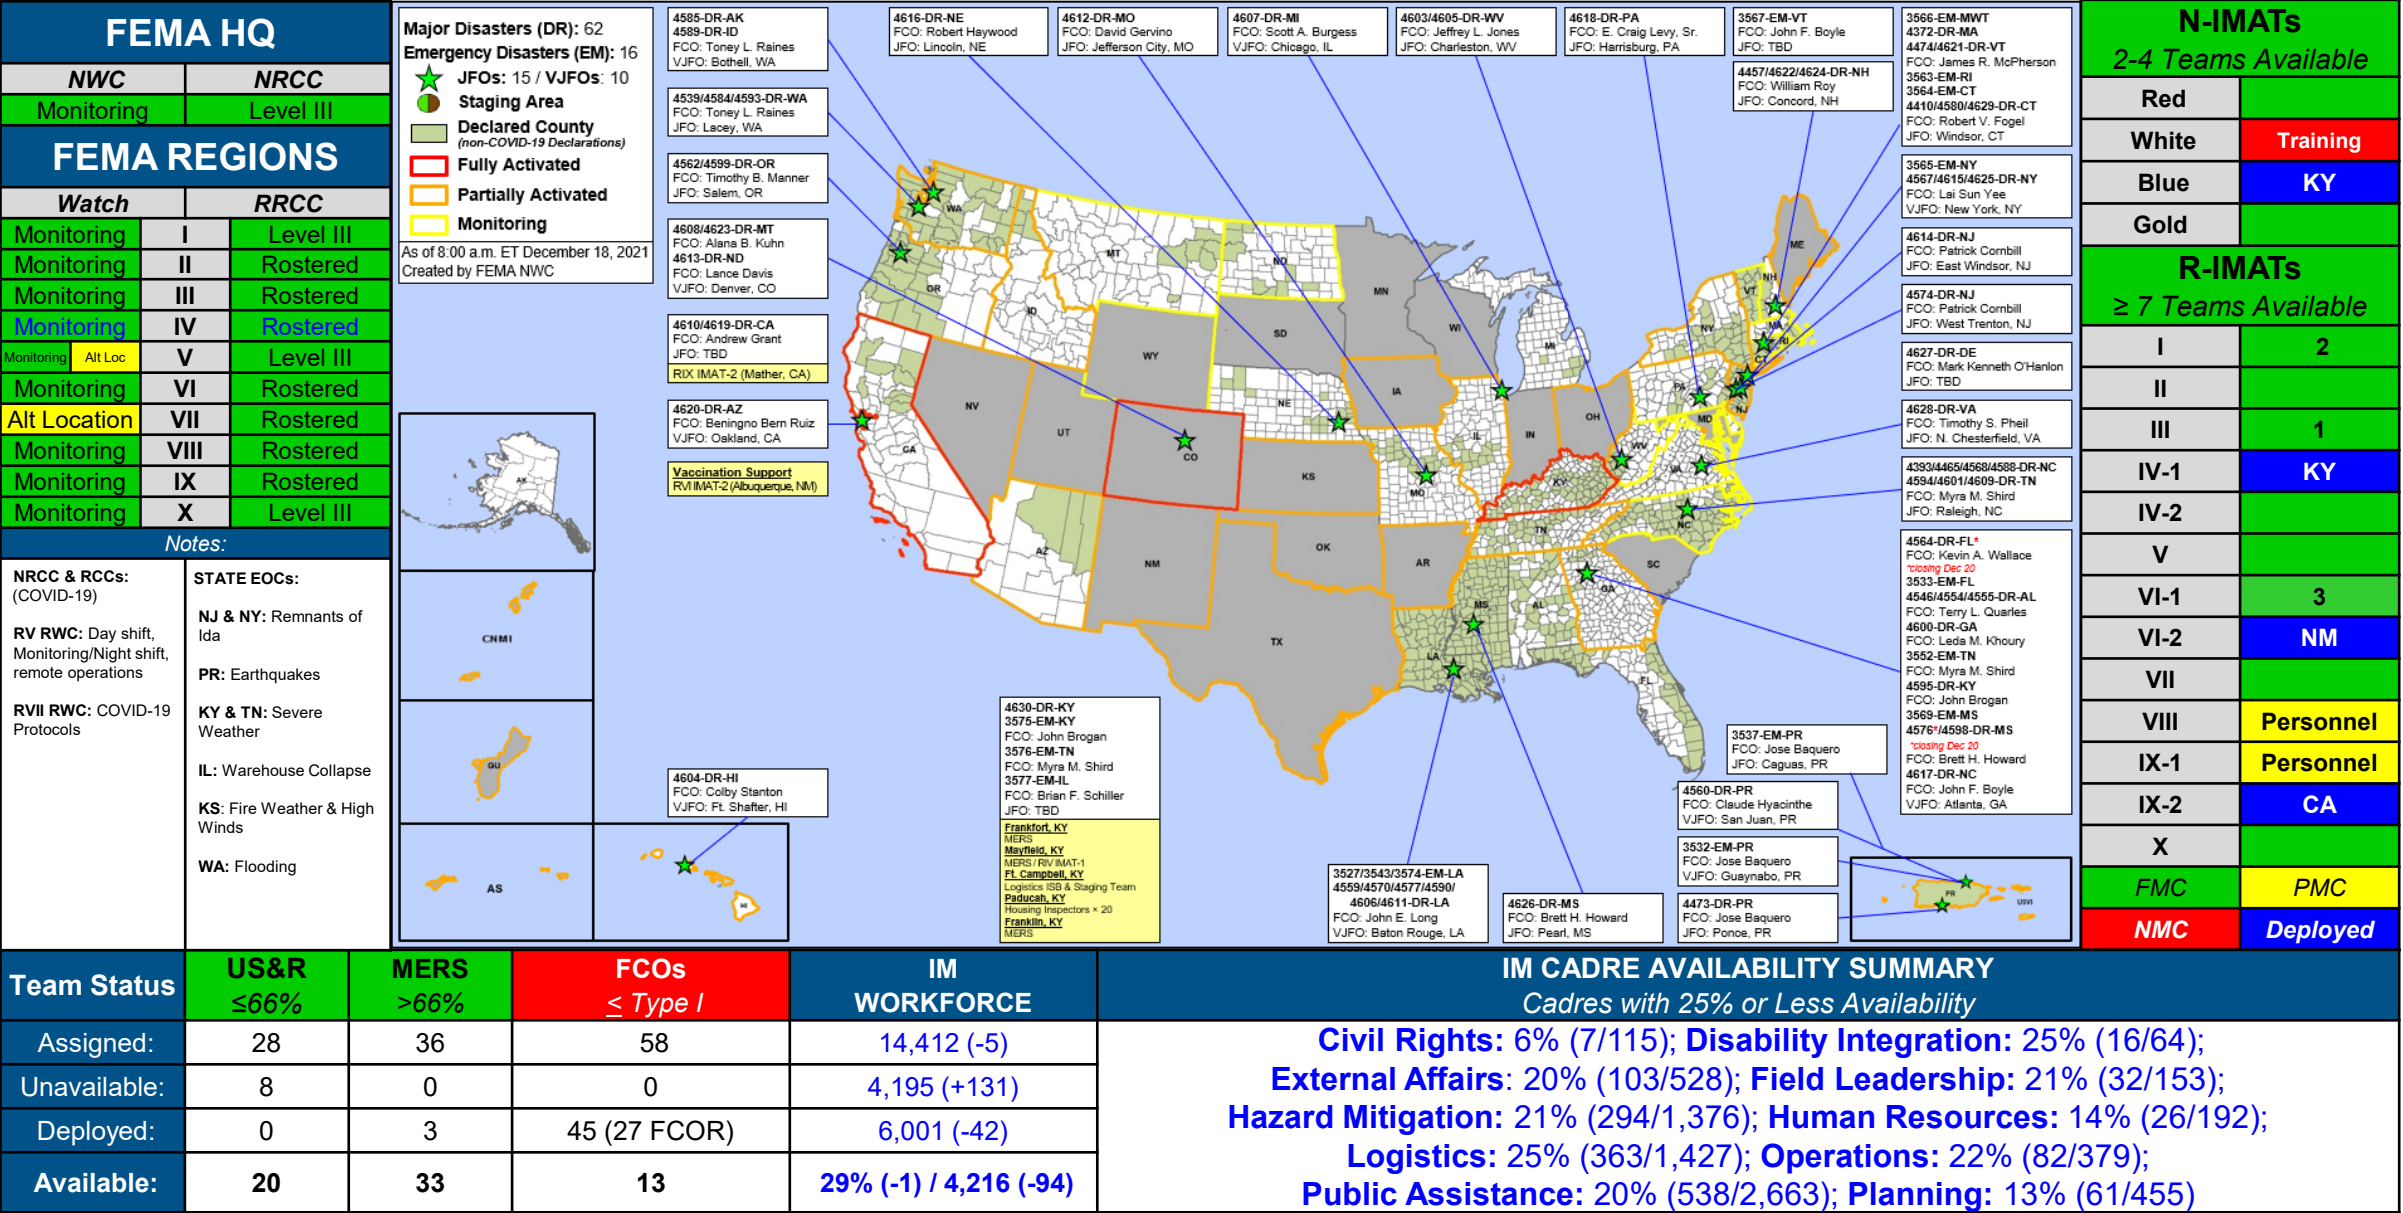 FEMA HQ
NWC NRCC
Monitoring Level III
FEMA REGIONS
Watch RRCC
Monitoring I Level III
Monitoring II Rostered
Monitoring III Rostered
Monitoring IV Rostered
Monitoring Alt Loc V Level III
Monitoring VI Rostered
Alt Location VII Rostered
Monitoring VIII Rostered
Monitoring IX Rostered
Monitoring X Level III
Notes:
NRCC & RCCs:
(COVID-19)
RV RWC: Day shift,
Monitoring/Night shift,
remote operations
RVII RWC: COVID-19
Protocols
STATE EOCs:
NJ & NY: Remnants of
Ida
PR: Earthquakes
KY & TN: Severe
Weather
IL: Warehouse Collapse
KS: Fire Weather & High
Winds
WA: Flooding
Major Disasters (DR): 62
Emergency Disasters (EM): 16
JFOs: 15 / VJFOs: 10
Staging Area
Declared County
(non-COVID-19 Declarations)
Fully Activated
Partially Activated
Monitoring
As of 8:00 a.m. ET December 18, 2021
Created by FEMA NWC
4585-DR-AK
4589-DR-ID
FCO: Toney L. Raines
VJFO: Bothell, WA
4539/4584/4593-DR-WA
FCO: Toney L. Raines
JFO: Lacey, WA
4562/4599-DR-OR
FCO: Timothy B. Manner
JFO: Salem, OR
4608/4623-DR-MT
FCO: Alana B. Kuhn
4613-DR-ND
FCO: Lance Davis
VJFO: Denver, CO
4610/4619-DR-CA
FCO: Andrew Grant
JFO: TBD
RIX IMAT-2 (Mather, CA)
4620-DR-AZ
FCO: Beningno Bern Ruiz
VJFO: Oakland, CA
Vaccination Support
RVI IMAT-2 (Albuquerque, NM)
4604-DR-HI
FCO: Colby Stanton
VJFO: Ft. Shafter, HI
4616-DR-NE
FCO: Robert Haywood
JFO: Lincoln, NE
4612-DR-MO
FCO: David Gervino
JFO: Jefferson City, MO
4607-DR-MI
FCO: Scott A. Burgess
VJFO: Chicago, IL
4603/4605-DR-WV
FCO: Jeffrey L. Jones
JFO: Charleston, WV
4618-DR-PA
FCO: E. Craig Levy, Sr.
JFO: Harrisburg, PA
3567-EM-VT
FCO: John F. Boyle
JFO: TBD
4457/4622/4624-DR-NH
FCO: William Roy
JFO: Concord, NH
3566-EM-MWT
4372-DR-MA
4474/4621-DR-VT
FCO: James R. McPherson
3563-EM-RI
3564-EM-CT
4410/4580/4629-DR-CT
FCO: Robert V. Fogel
JFO: Windsor, CT
3565-EM-NY
4567/4615/4625-DR-NY
FCO: Lai Sun Yee
VJFO: New York, NY
4614-DR-NJ
FCO: Patrick Cornbill
JFO: East Windsor, NJ
4574-DR-NJ
FCO: Patrick Cornbill
JFO: West Trenton, NJ
4627-DR-DE
FCO: Mark Kenneth O'Hanlon
JFO: TBD
4628-DR-VA
FCO: Timothy S. Pheil
JFO: N. Chesterfield, VA
4393/4465/4568/4588-DR-NC
4594/4601/4609-DR-TN
FCO: Myra M. Shird
JFO: Raleigh, NC
4564-DR-FL*
FCO: Kevin A. Wallace
*closing Dec 20
3533-EM-FL
4546/4554/4555-DR-AL
FCO: Terry L. Quarles
4600-DR-GA
FCO: Leda M. Khoury
3552-EM-TN
FCO: Myra M. Shird
4595-DR-KY
FCO: John Brogan
3569-EM-MS
4576*/4598-DR-MS
*closing Dec 20
FCO: Brett H. Howard
4617-DR-NC
FCO: John F. Boyle
VJFO: Atlanta, GA
4630-DR-KY
3575-EM-KY
FCO: John Brogan
3576-EM-TN
FCO: Myra M. Shird
3577-EM-IL
FCO: Brian F. Schiller
JFO: TBD
Frankfort, KY
MERS
Mayfield, KY
MERS / RIV IMAT-1
Ft. Campbell, KY
Logistics ISB & Staging Team
Paducah, KY
Housing Inspectors × 20
Franklin, KY
MERS
3527/3543/3574-EM-LA
4559/4570/4577/4590/
4606/4611-DR-LA
FCO: John E. Long
VJFO: Baton Rouge, LA
4626-DR-MS
FCO: Brett H. Howard
JFO: Pearl, MS
3537-EM-PR
FCO: Jose Baquero
JFO: Caguas, PR
4560-DR-PR
FCO: Claude Hyacinthe
VJFO: San Juan, PR
3532-EM-PR
FCO: Jose Baquero
VJFO: Guaynabo, PR
4473-DR-PR
FCO: Jose Baquero
JFO: Ponce, PR
WA
MT
ND
MN
ME
OR
ID
SD
WI
MI
NY
VT
NH
MA
RI
CT
WY
NE
IA
PA
NJ
NV
UT
CO
KS
MO
IL
IN
OH
WV
MD
VA
KY
CA
AZ
NM
OK
AR
TN
NC
SC
TX
LA
MS
AL
GA
FL
AK
CNMI
GU
AS
HI
PR
USVI
N-IMATs
2-4 Teams Available
Red
White Training
Blue KY
Gold
R-IMATs
≥ 7 Teams Available
I 2
II
III 1
IV-1 KY
IV-2
V
VI-1 3
VI-2 NM
VII
VIII Personnel
IX-1 Personnel
IX-2 CA
X
FMC PMC
NMC Deployed
Team Status US&R ≤66% MERS >66% FCOs ≤ Type I IM WORKFORCE
Assigned: 28 36 58 14,412 (-5)
Unavailable: 8 0 0 4,195 (+131)
Deployed: 0 3 45 (27 FCOR) 6,001 (-42)
Available: 20 33 13 29% (-1) / 4,216 (-94)
IM CADRE AVAILABILITY SUMMARY
Cadres with 25% or Less Availability
Civil Rights: 6% (7/115); Disability Integration: 25% (16/64);
External Affairs: 20% (103/528); Field Leadership: 21% (32/153);
Hazard Mitigation: 21% (294/1,376); Human Resources: 14% (26/192);
Logistics: 25% (363/1,427); Operations: 22% (82/379);
Public Assistance: 20% (538/2,663); Planning: 13% (61/455)